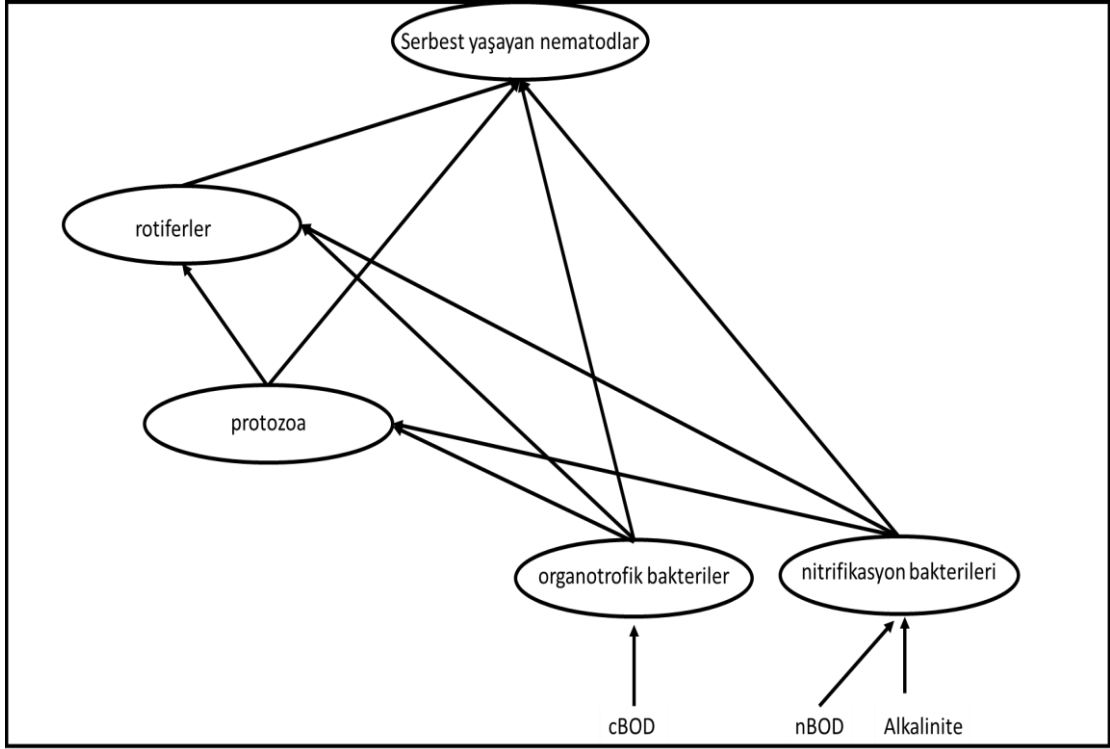 Serbest yaşayan nematodlar
rotiferler
protozoa
organotrofik bakteriler
nitrifikasyon bakterileri
cBOD
nBOD
Alkalinite